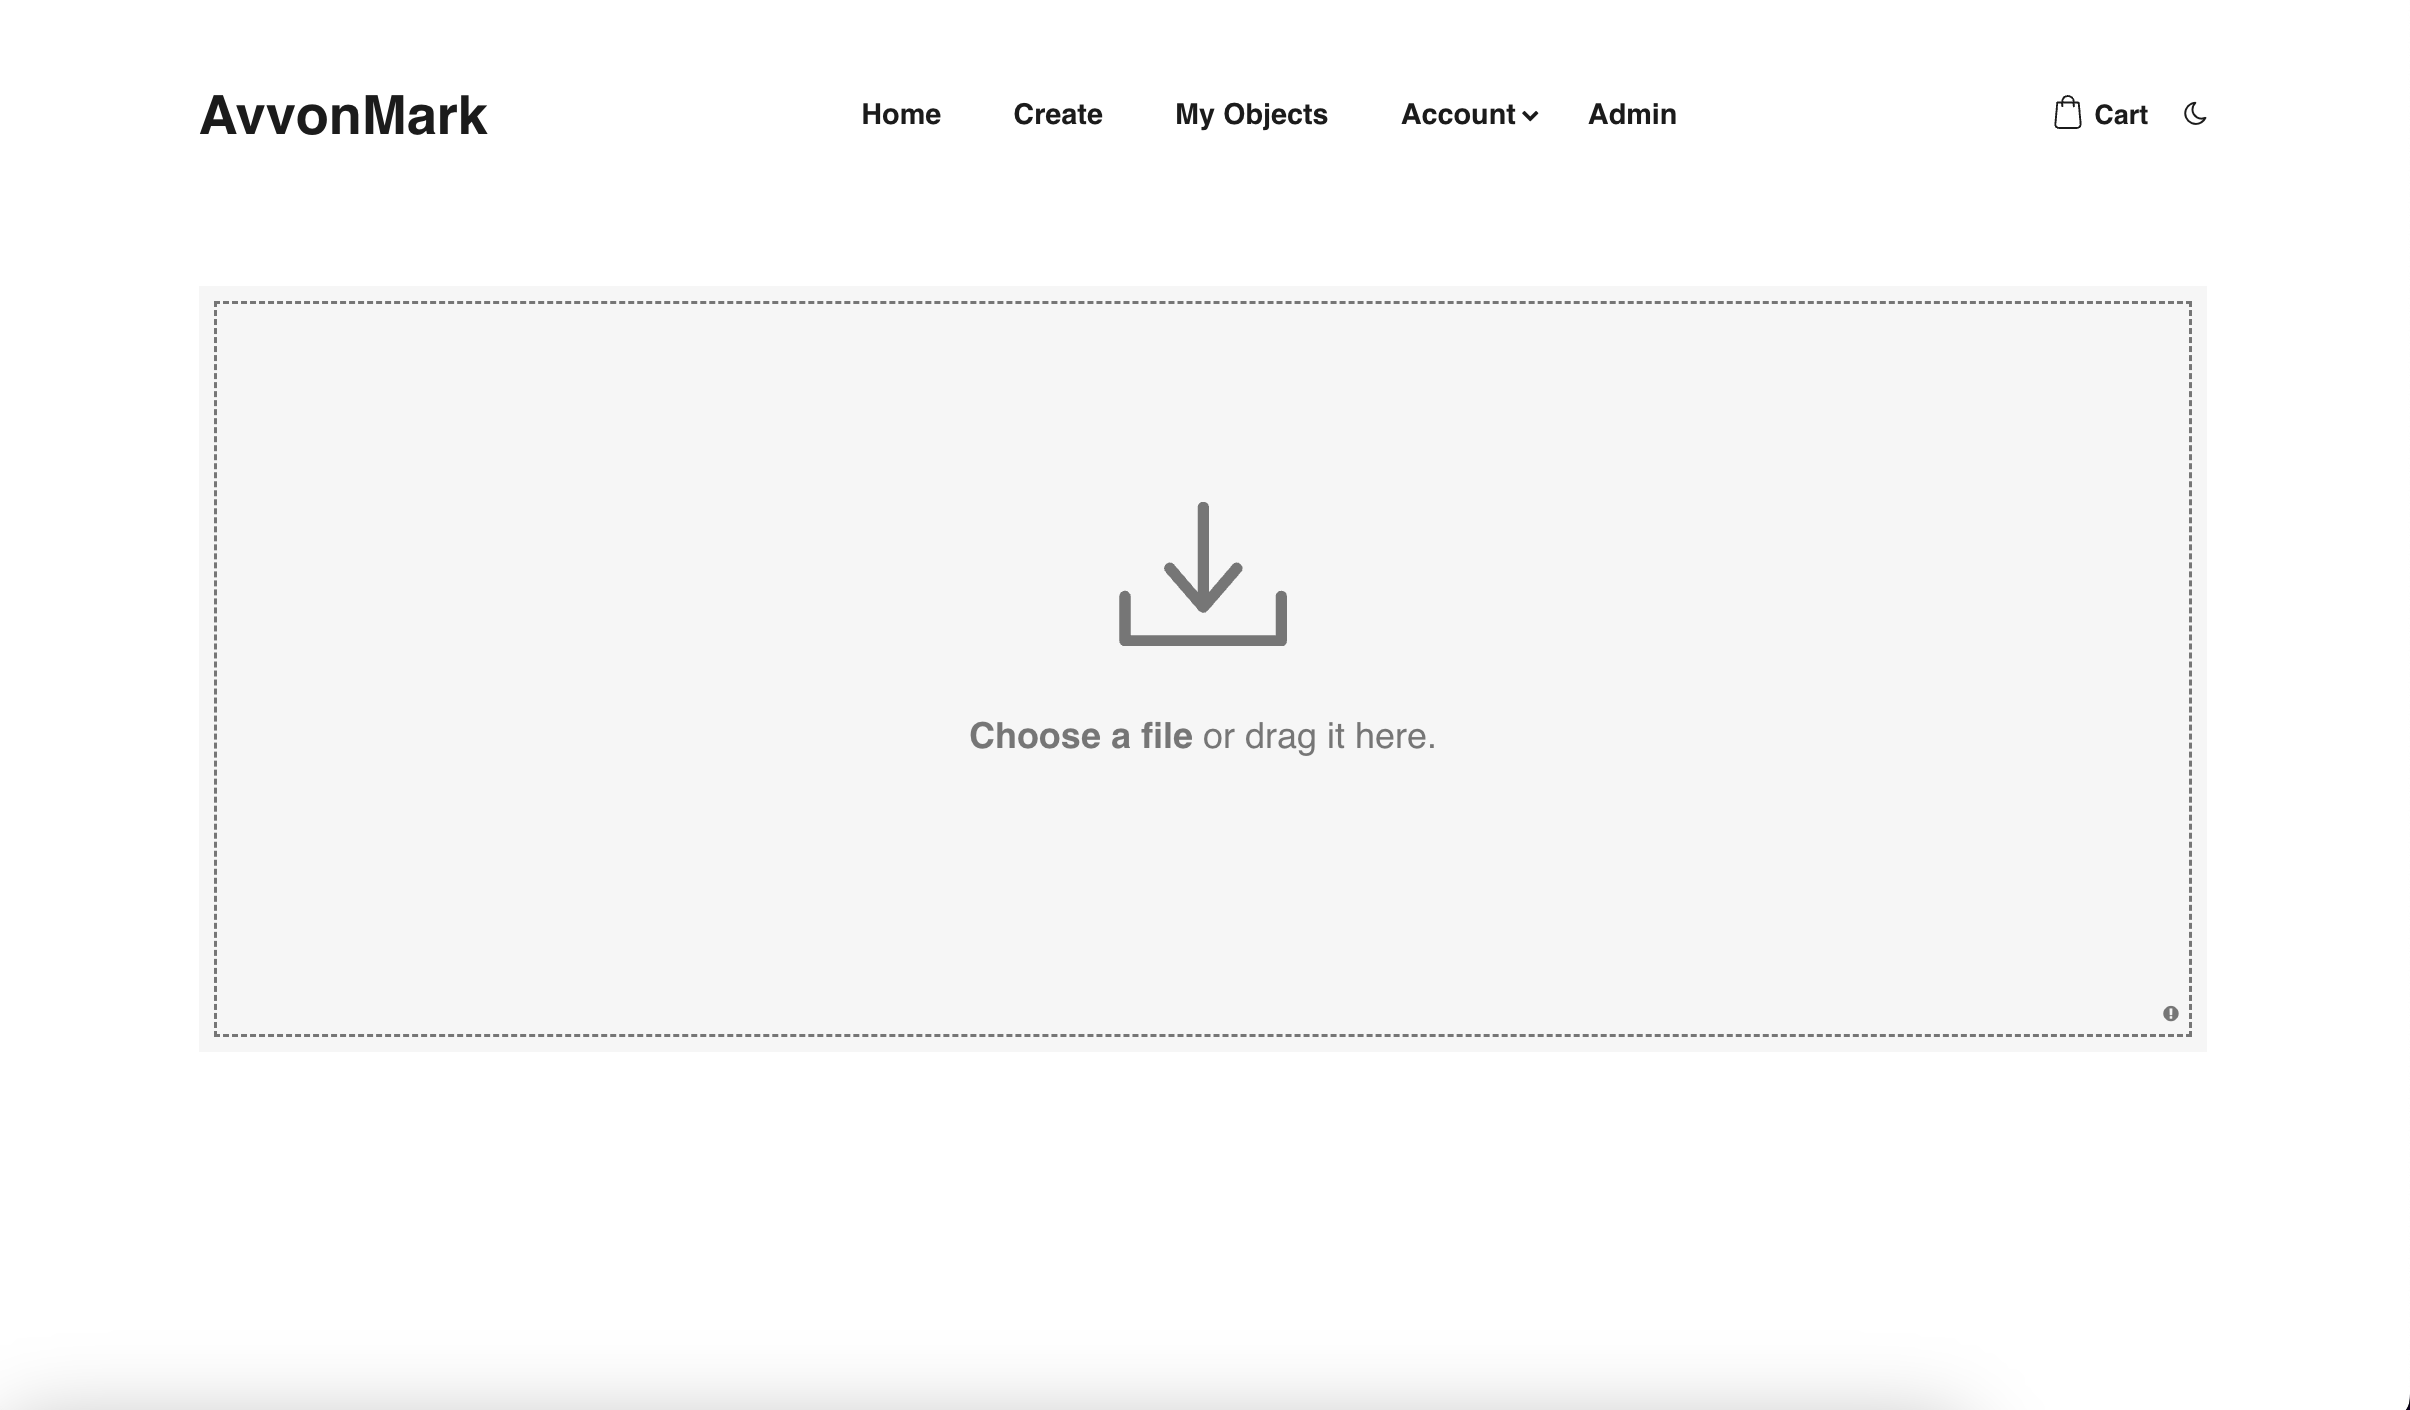 AvvonMark
Home
Create
My Objects
Account
Admin
Cart
Choose a file or drag it here.